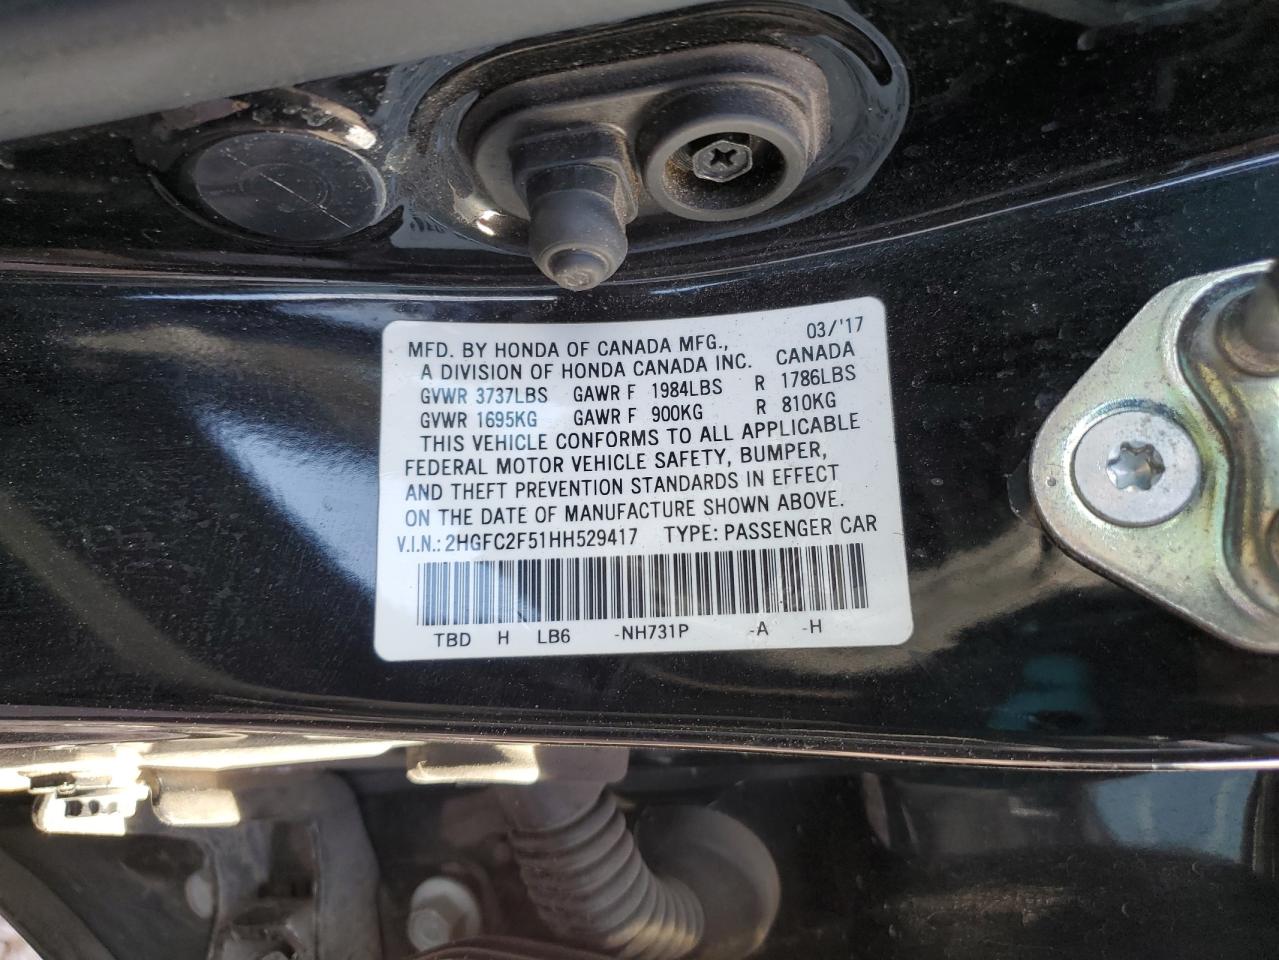 03/'17
MFD. BY HONDA OF CANADA MFG.,
A DIVISION OF HONDA CANADA INC. CANADA
GVWR 3737LBS GAWR F 1984LBS R 1786LBS
GVWR 1695KG GAWR F 900KG R 810KG
THIS VEHICLE CONFORMS TO ALL APPLICABLE
FEDERAL MOTOR VEHICLE SAFETY, BUMPER,
AND THEFT PREVENTION STANDARDS IN EFFECT
ON THE DATE OF MANUFACTURE SHOWN ABOVE.
V.I.N.: 2HGFC2F51HH529417 TYPE: PASSENGER CAR
TBD H LB6 -NH731P -A -H